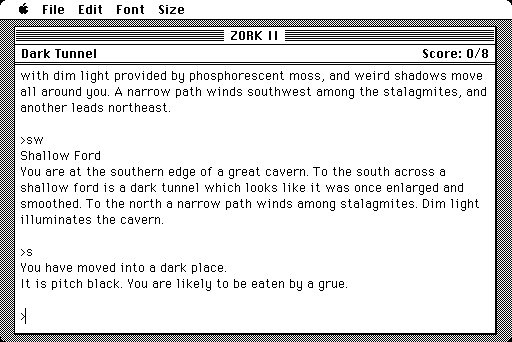 File Edit Font Size
ZORK II
Dark Tunnel Score: 0/8
with dim light provided by phosphorescent moss, and weird shadows move
all around you. A narrow path winds southwest among the stalagmites, and
another leads northeast.
>sw
Shallow Ford
You are at the southern edge of a great cavern. To the south across a
shallow ford is a dark tunnel which looks like it was once enlarged and
smoothed. To the north a narrow path winds among stalagmites. Dim light
illuminates the cavern.
>s
You have moved into a dark place.
It is pitch black. You are likely to be eaten by a grue.
>